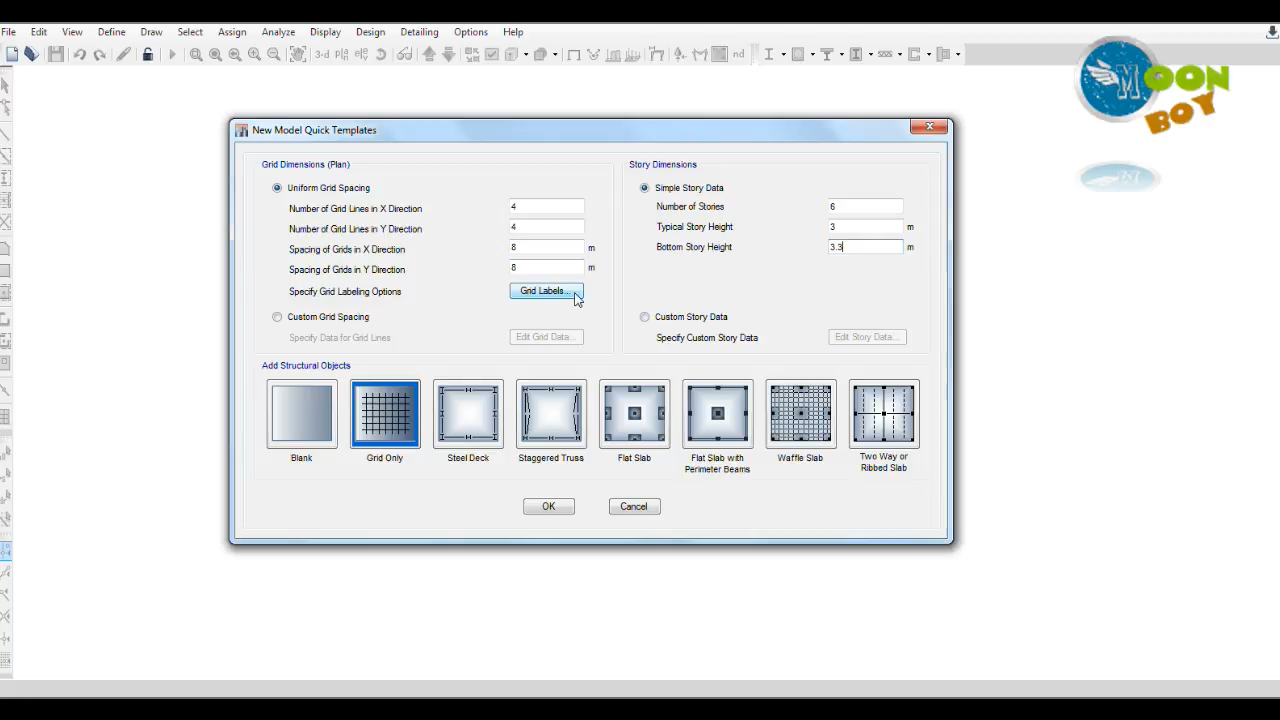 File Edit View Define Draw Select Assign Analyze Display Design Detailing Options Help
3-d plạ elẹ nd
MOON
BOY
New Model Quick Templates
Grid Dimensions (Plan)
Uniform Grid Spacing
Number of Grid Lines in X Direction 4
Number of Grid Lines in Y Direction 4
Spacing of Grids in X Direction 8 m
Spacing of Grids in Y Direction 8 m
Specify Grid Labeling Options Grid Labels...
Custom Grid Spacing
Specify Data for Grid Lines Edit Grid Data...
Story Dimensions
Simple Story Data
Number of Stories 6
Typical Story Height 3 m
Bottom Story Height 3.3 m
Custom Story Data
Specify Custom Story Data Edit Story Data...
Add Structural Objects
Blank
Grid Only
Steel Deck
Staggered Truss
Flat Slab
Flat Slab with
Perimeter Beams
Waffle Slab
Two Way or
Ribbed Slab
OK Cancel